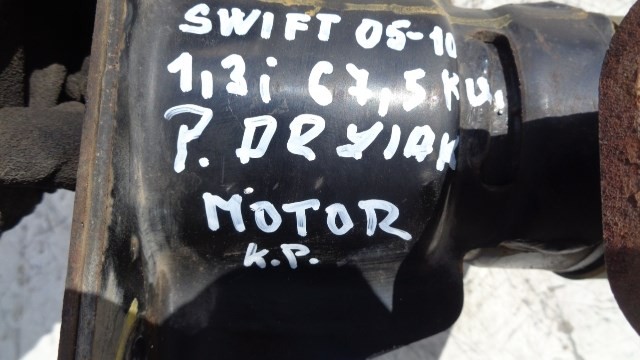 SWIFT 05-10
1,3i 67,5 KW,
P. DRŽIAK
MOTOR
K.P.